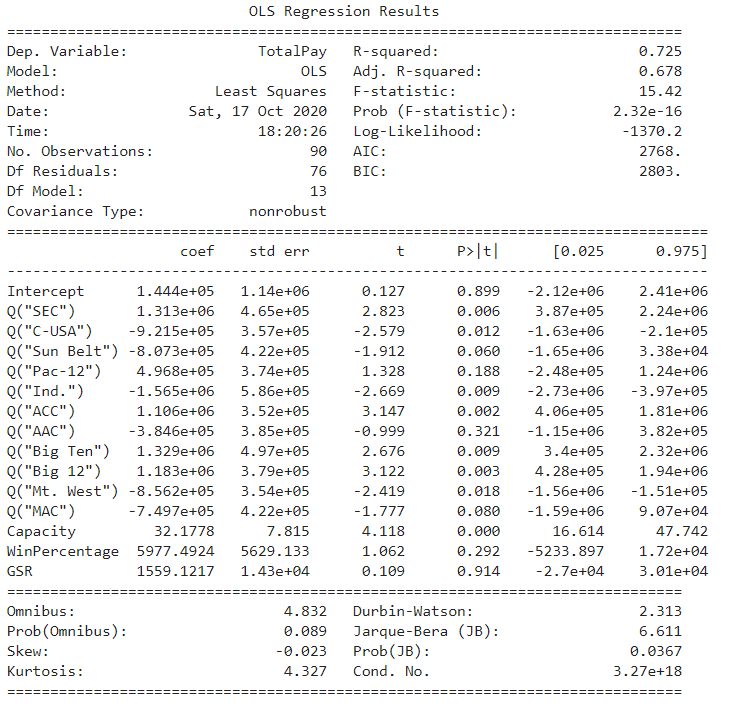 OLS Regression Results
==============================================================================
Dep. Variable:               TotalPay   R-squared:                       0.725
Model:                            OLS   Adj. R-squared:                  0.678
Method:                 Least Squares   F-statistic:                     15.42
Date:                Sat, 17 Oct 2020   Prob (F-statistic):           2.32e-16
Time:                        18:20:26   Log-Likelihood:                -1370.2
No. Observations:                  90   AIC:                             2768.
Df Residuals:                      76   BIC:                             2803.
Df Model:                          13
Covariance Type:            nonrobust
=================================================================================
                    coef    std err          t      P>|t|      [0.025      0.975]
---------------------------------------------------------------------------------
Intercept      1.444e+05   1.14e+06      0.127      0.899   -2.12e+06    2.41e+06
Q("SEC")       1.313e+06   4.65e+05      2.823      0.006    3.87e+05    2.24e+06
Q("C-USA")    -9.215e+05   3.57e+05     -2.579      0.012   -1.63e+06    -2.1e+05
Q("Sun Belt") -8.073e+05   4.22e+05     -1.912      0.060   -1.65e+06    3.38e+04
Q("Pac-12")    4.968e+05   3.74e+05      1.328      0.188   -2.48e+05    1.24e+06
Q("Ind.")     -1.565e+06   5.86e+05     -2.669      0.009   -2.73e+06   -3.97e+05
Q("ACC")       1.106e+06   3.52e+05      3.147      0.002    4.06e+05    1.81e+06
Q("AAC")      -3.846e+05   3.85e+05     -0.999      0.321   -1.15e+06    3.82e+05
Q("Big Ten")   1.329e+06   4.97e+05      2.676      0.009     3.4e+05    2.32e+06
Q("Big 12")    1.183e+06   3.79e+05      3.122      0.003    4.28e+05    1.94e+06
Q("Mt. West") -8.562e+05   3.54e+05     -2.419      0.018   -1.56e+06   -1.51e+05
Q("MAC")      -7.497e+05   4.22e+05     -1.777      0.080   -1.59e+06    9.07e+04
Capacity         32.1778      7.815      4.118      0.000      16.614      47.742
WinPercentage  5977.4924   5629.133      1.062      0.292   -5233.897    1.72e+04
GSR            1559.1217   1.43e+04      0.109      0.914    -2.7e+04    3.01e+04
==============================================================================
Omnibus:                        4.832   Durbin-Watson:                   2.313
Prob(Omnibus):                  0.089   Jarque-Bera (JB):                6.611
Skew:                          -0.023   Prob(JB):                       0.0367
Kurtosis:                       4.327   Cond. No.                     3.27e+18
==============================================================================